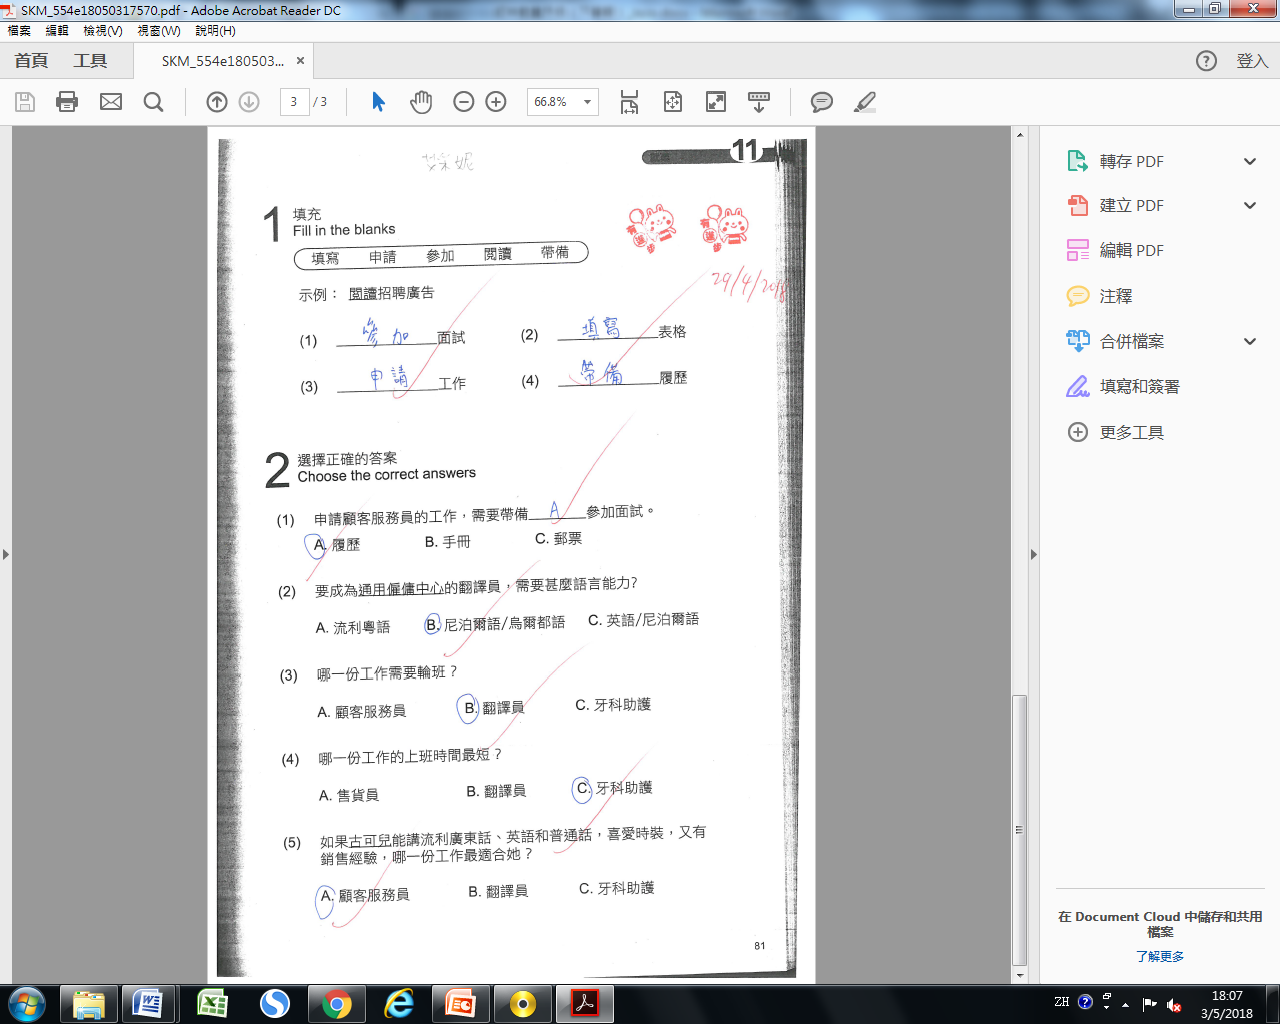 SKM_554e18050317570.pdf - Adobe Acrobat Reader DC
檔案 編輯 檢視(V) 視窗(W) 說明(H)
首頁 工具 SKM_554e180503... × 登入
3 / 3 66.8%
轉存 PDF
建立 PDF
編輯 PDF
注釋
合併檔案
填寫和簽署
更多工具
在 Document Cloud 中儲存和共用
檔案
了解更多
11
29/4/2018
1 填充
Fill in the blanks
填寫 申請 參加 閱讀 帶備
示例： 閱讀招聘廣告
(1) 參加面試 (2) 填寫表格
(3) 申請工作 (4) 帶備履歷
2 選擇正確的答案
Choose the correct answers
(1) 申請顧客服務員的工作，需要帶備 A 參加面試。
A. 履歷 B. 手冊 C. 郵票
(2) 要成為通用僱傭中心的翻譯員，需要甚麼語言能力?
A. 流利粵語 B. 尼泊爾語/烏爾都語 C. 英語/尼泊爾語
(3) 哪一份工作需要輪班？
A. 顧客服務員 B. 翻譯員 C. 牙科助護
(4) 哪一份工作的上班時間最短？
A. 售貨員 B. 翻譯員 C. 牙科助護
(5) 如果古可兒能講流利廣東話、英語和普通話，喜愛時裝，又有
銷售經驗，哪一份工作最適合她？
A. 顧客服務員 B. 翻譯員 C. 牙科助護
81
ZH 18:07
3/5/2018